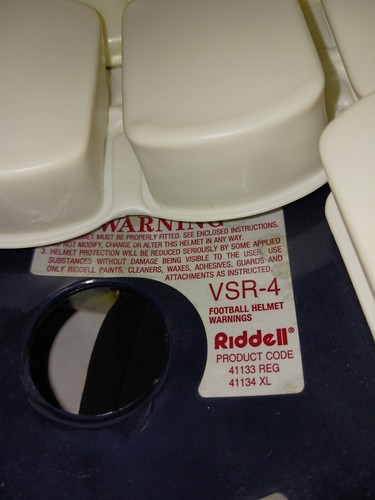 WARNING
MUST BE PROPERLY FITTED. SEE ENCLOSED INSTRUCTIONS.
NOT MODIFY, CHANGE OR ALTER THIS HELMET IN ANY WAY.
3. HELMET PROTECTION WILL BE REDUCED SERIOUSLY BY SOME APPLIED
SUBSTANCES WITHOUT DAMAGE BEING VISIBLE TO THE USER. USE
ONLY RIDDELL PAINTS, CLEANERS, WAXES, ADHESIVES, GUARDS AND
ATTACHMENTS AS INSTRUCTED.
VSR-4
FOOTBALL HELMET
WARNINGS
Riddell®
PRODUCT CODE
41133 REG
41134 XL